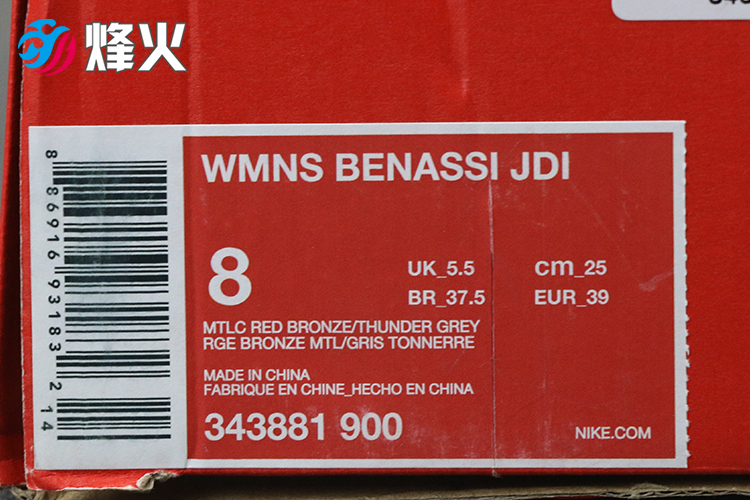 烽火
WMNS BENASSI JDI
8
UK_5.5
cm_25
BR_37.5
EUR_39
MTLC RED BRONZE/THUNDER GREY
RGE BRONZE MTL/GRIS TONNERRE
MADE IN CHINA
FABRIQUE EN CHINE_HECHO EN CHINA
343881 900
NIKE.COM
8 86916 93183 2 14